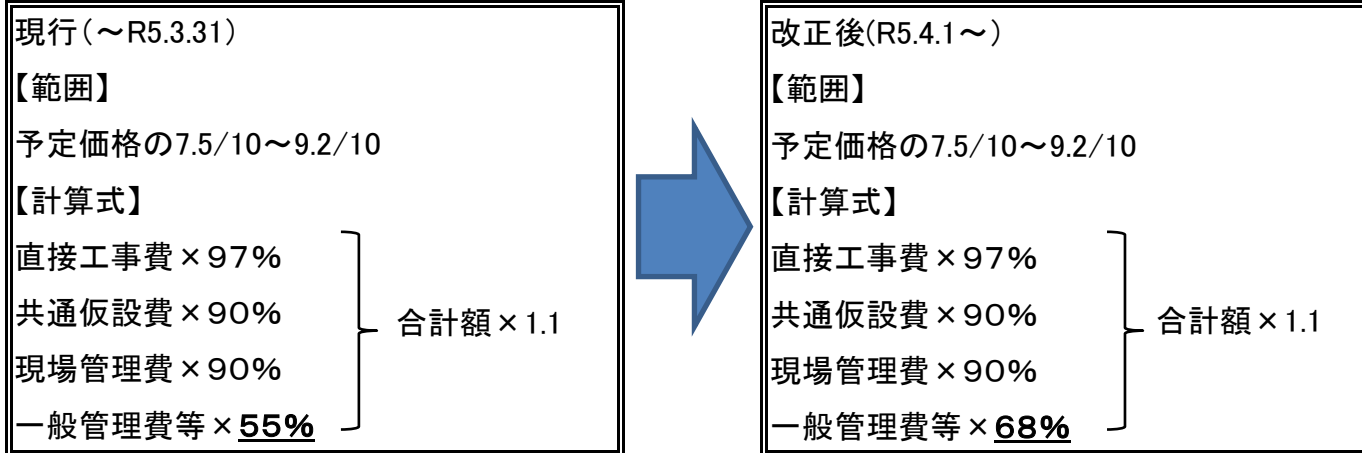 現行(~R5.3.31)
【範囲】
予定価格の7.5/10~9.2/10
【計算式】
直接工事費×97%
共通仮設費×90%
現場管理費×90%
一般管理費等×55%
合計額×1.1
改正後(R5.4.1~)
【範囲】
予定価格の7.5/10~9.2/10
【計算式】
直接工事費×97%
共通仮設費×90%
現場管理費×90%
一般管理費等×68%
合計額×1.1